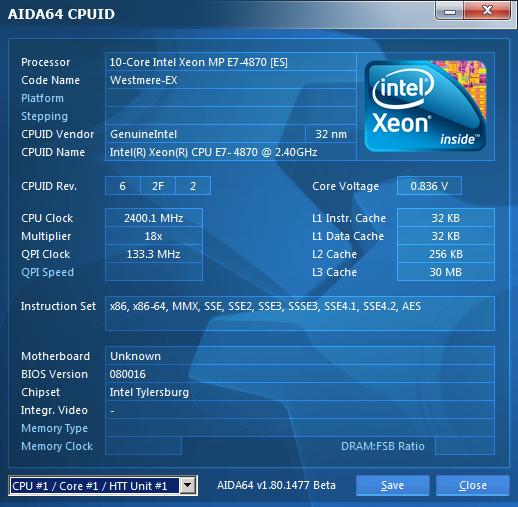 AIDA64 CPUID
Processor 10-Core Intel Xeon MP E7-4870 [ES]
Code Name Westmere-EX
Platform
Stepping
CPUID Vendor GenuineIntel 32 nm
CPUID Name Intel(R) Xeon(R) CPU E7- 4870 @ 2.40GHz
intel
Xeon
inside™
CPUID Rev. 6 2F 2 Core Voltage 0.836 V
CPU Clock 2400.1 MHz L1 Instr. Cache 32 KB
Multiplier 18x L1 Data Cache 32 KB
QPI Clock 133.3 MHz L2 Cache 256 KB
QPI Speed L3 Cache 30 MB
Instruction Set x86, x86-64, MMX, SSE, SSE2, SSE3, SSSE3, SSE4.1, SSE4.2, AES
Motherboard Unknown
BIOS Version 080016
Chipset Intel Tylersburg
Integr. Video -
Memory Type
Memory Clock DRAM:FSB Ratio
CPU #1 / Core #1 / HTT Unit #1 AIDA64 v1.80.1477 Beta Save Close